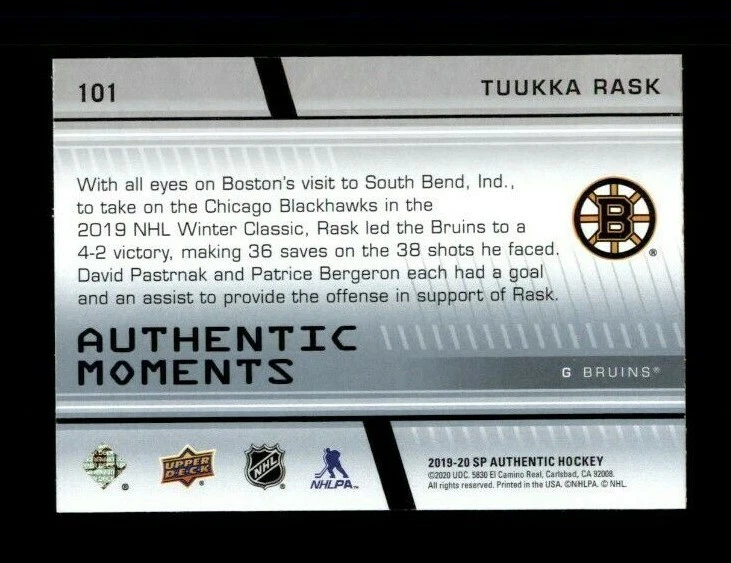 101
TUUKKA RASK
With all eyes on Boston's visit to South Bend, Ind.,
to take on the Chicago Blackhawks in the
2019 NHL Winter Classic, Rask led the Bruins to a
4-2 victory, making 36 saves on the 38 shots he faced.
David Pastrnak and Patrice Bergeron each had a goal
and an assist to provide the offense in support of Rask.
B
®
AUTHENTIC
MOMENTS
G BRUINS®
®
UPPER
DECK
NHL
NHLPA™
2019-20 SP AUTHENTIC HOCKEY
©2020 UDC. 5830 El Camino Real, Carlsbad, CA 92008.
All rights reserved. Printed in the USA. ©NHLPA. © NHL